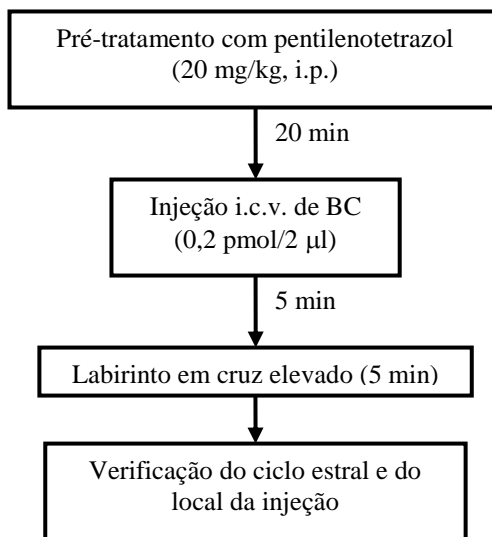 Pré-tratamento com pentilenotetrazol
(20 mg/kg, i.p.)
20 min
Injeção i.c.v. de BC
(0,2 pmol/2 μl)
5 min
Labirinto em cruz elevado (5 min)
Verificação do ciclo estral e do
local da injeção